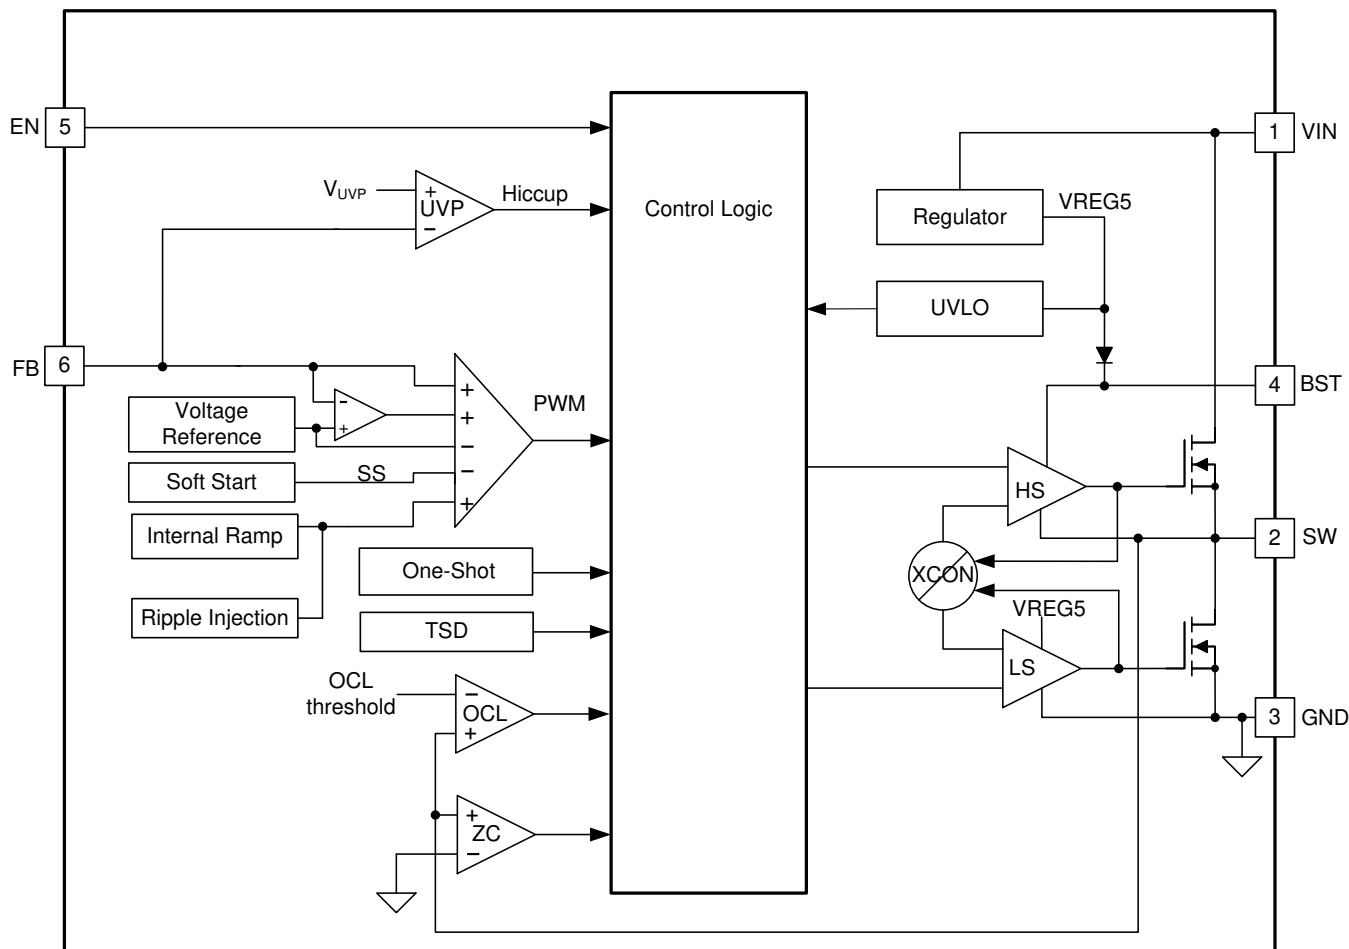 EN
5
V_UVP
+
UVP
−
Hiccup
Control Logic
1
VIN
Regulator
VREG5
UVLO
FB
6
4
BST
Voltage
Reference
-
+
+
+
−
−
+
PWM
Soft Start
SS
Internal Ramp
HS
2
SW
One-Shot
XCON
Ripple Injection
TSD
VREG5
LS
OCL
threshold
−
OCL
+
3
GND
+
ZC
−